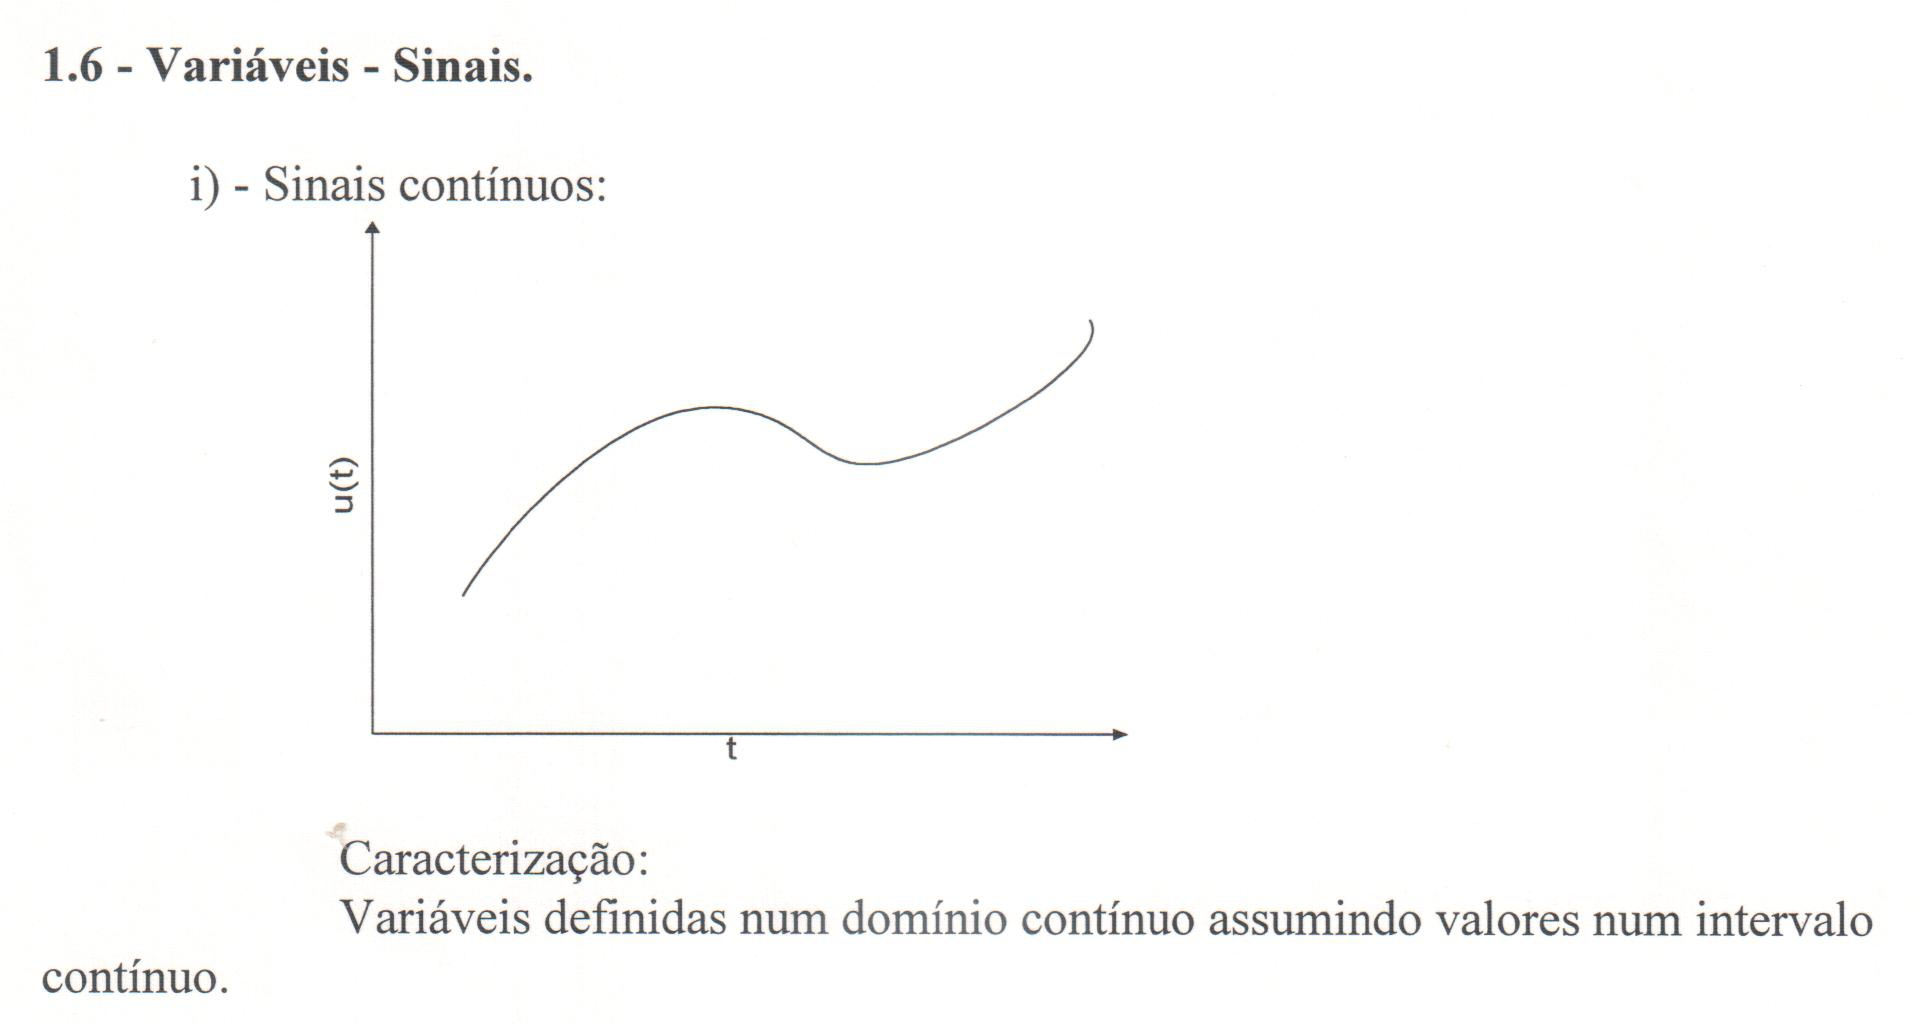 1.6 - Variáveis - Sinais.
i) - Sinais contínuos:
u(t)
t
Caracterização:
Variáveis definidas num domínio contínuo assumindo valores num intervalo
contínuo.